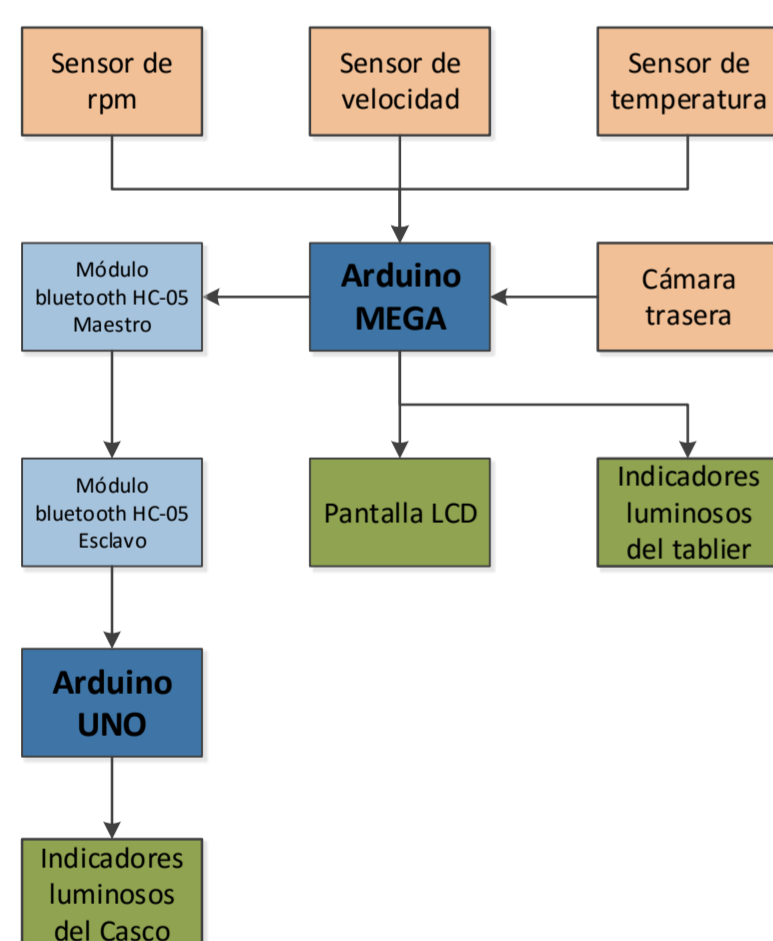 Sensor de
rpm
Sensor de
velocidad
Sensor de
temperatura
Módulo
bluetooth HC-05
Maestro
Arduino
MEGA
Cámara
trasera
Módulo
bluetooth HC-05
Esclavo
Pantalla LCD
Indicadores
luminosos
del tablier
Arduino
UNO
Indicadores
luminosos
del Casco